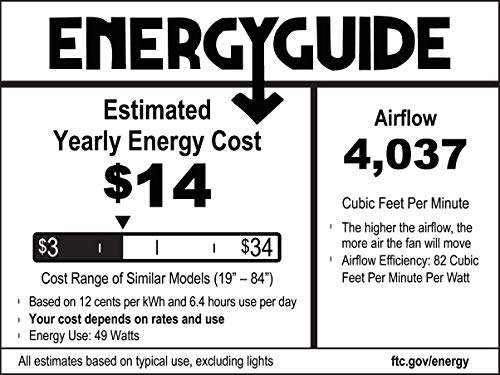 ENERGYGUIDE
Estimated
Yearly Energy Cost
$14
$3
$34
Cost Range of Similar Models (19" – 84")
Based on 12 cents per kWh and 6.4 hours use per day
Your cost depends on rates and use
Energy Use: 49 Watts
Airflow
4,037
Cubic Feet Per Minute
The higher the airflow, the
more air the fan will move
Airflow Efficiency: 82 Cubic
Feet Per Minute Per Watt
All estimates based on typical use, excluding lights
ftc.gov/energy